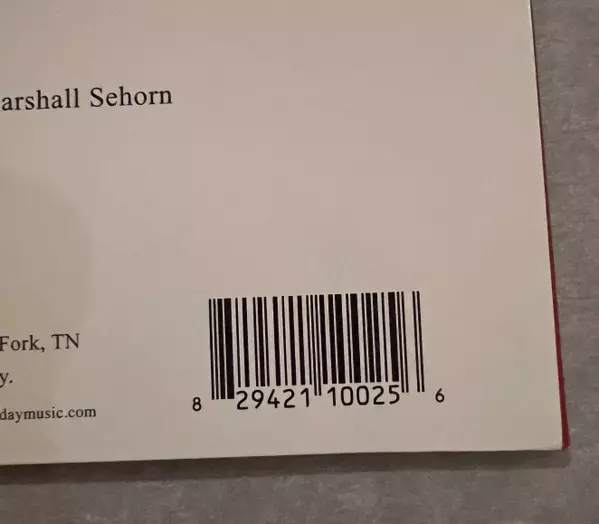 arshall Sehorn
Fork, TN
y.
daymusic.com
8 29421 10025 6